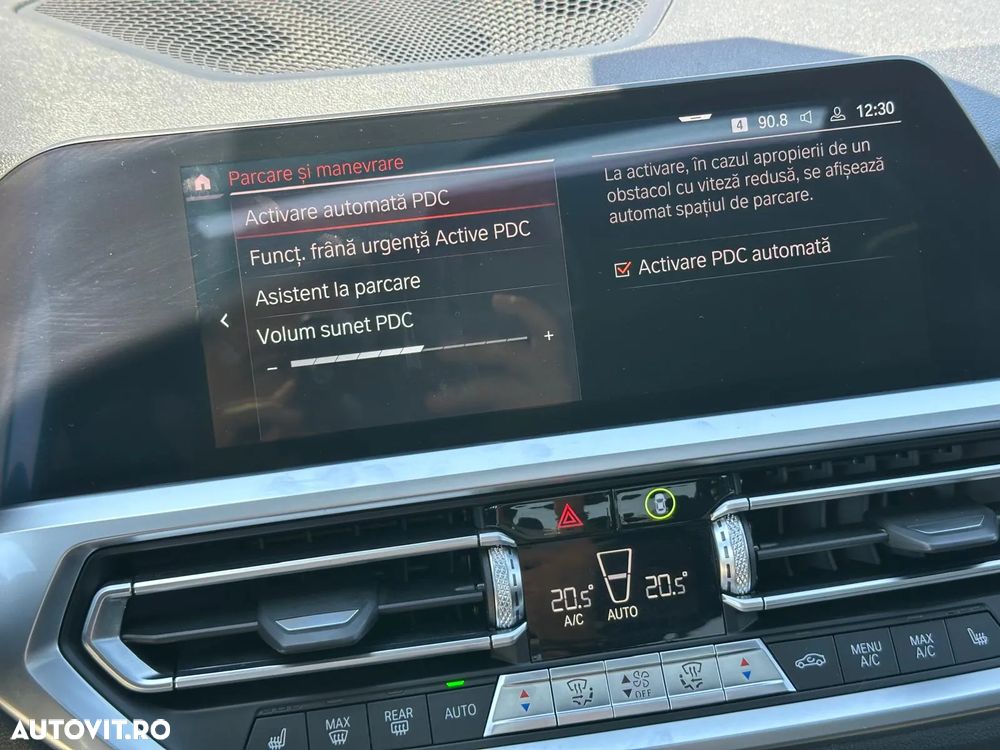 4 90.8 12:30
Parcare și manevrare
Activare automată PDC
Funcț. frână urgență Active PDC
Asistent la parcare
Volum sunet PDC
- +
La activare, în cazul apropierii de un
obstacol cu viteză redusă, se afișează
automat spațiul de parcare.
Activare PDC automată
20.5° 20.5°
A/C AUTO
MAX
REAR
AUTO
OFF
MENU
A/C
MAX
A/C
AUTOVIT.RO